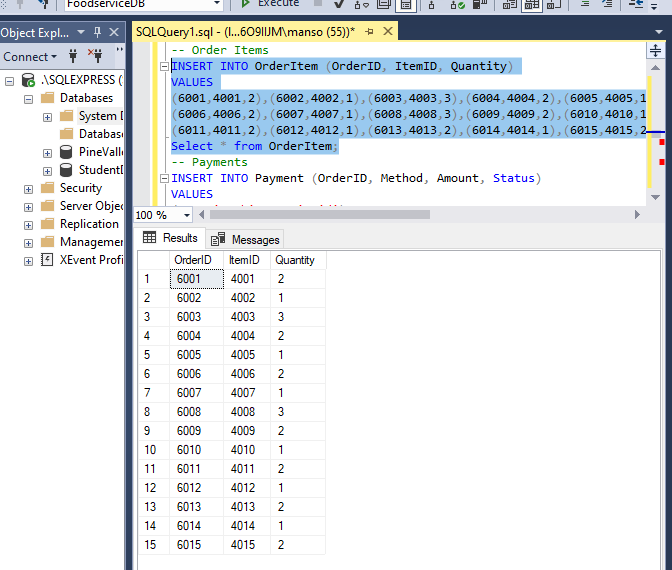 FoodserviceDB
Execute
Object Expl...
SQLQuery1.sql - (l...6O9IIJM\manso (55))*
Connect
.\SQLEXPRESS (S
Databases
System D
Databas
PineValle
StudentD
Security
Server Objec
Replication
Managemen
XEvent Profi
-- Order Items
INSERT INTO OrderItem (OrderID, ItemID, Quantity)
VALUES
(6001,4001,2),(6002,4002,1),(6003,4003,3),(6004,4004,2),(6005,4005,1
(6006,4006,2),(6007,4007,1),(6008,4008,3),(6009,4009,2),(6010,4010,1
(6011,4011,2),(6012,4012,1),(6013,4013,2),(6014,4014,1),(6015,4015,2
Select * from OrderItem;
-- Payments
INSERT INTO Payment (OrderID, Method, Amount, Status)
VALUES
100 %
Results Messages
OrderID ItemID Quantity
1 6001 4001 2
2 6002 4002 1
3 6003 4003 3
4 6004 4004 2
5 6005 4005 1
6 6006 4006 2
7 6007 4007 1
8 6008 4008 3
9 6009 4009 2
10 6010 4010 1
11 6011 4011 2
12 6012 4012 1
13 6013 4013 2
14 6014 4014 1
15 6015 4015 2